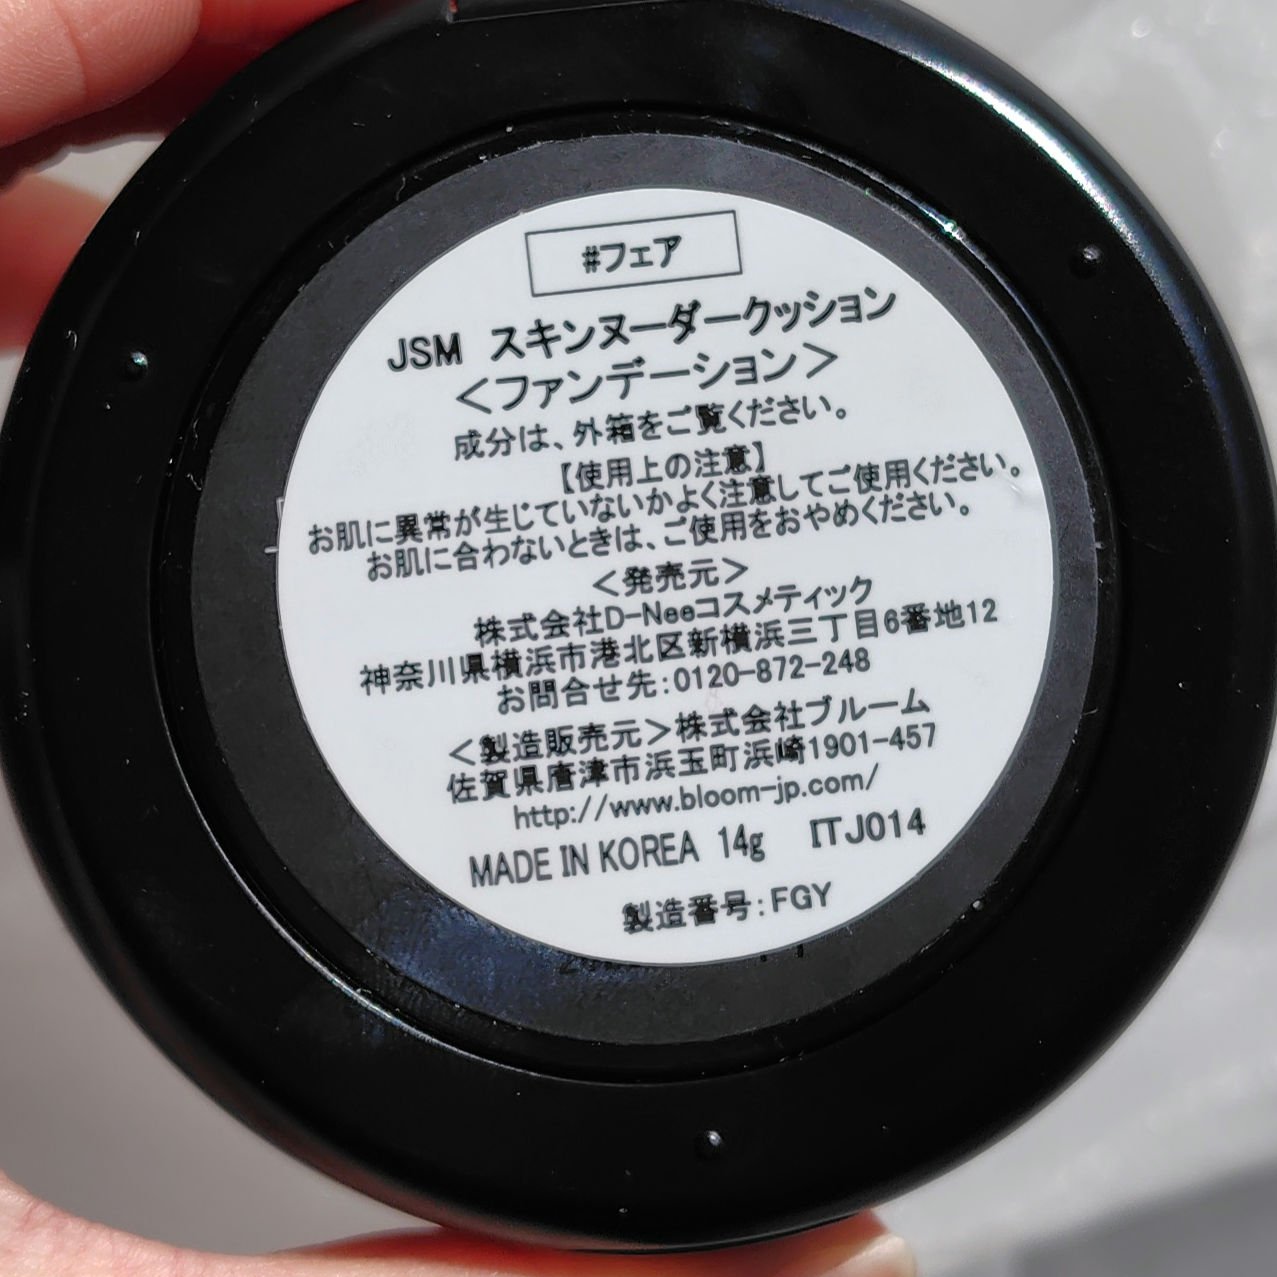 #フェア
JSM スキンヌーダークッション
＜ファンデーション＞
成分は、外箱をご覧ください。
【使用上の注意】
お肌に異常が生じていないかよく注意してご使用ください。
お肌に合わないときは、ご使用をおやめください。
＜発売元＞
株式会社D-Neeコスメティック
神奈川県横浜市港北区新横浜三丁目6番地12
お問合せ先:0120-872-248
＜製造販売元＞株式会社ブルーム
佐賀県唐津市浜玉町浜崎1901-457
http://www.bloom-jp.com/
MADE IN KOREA 14g ITJ014
製造番号:FGY